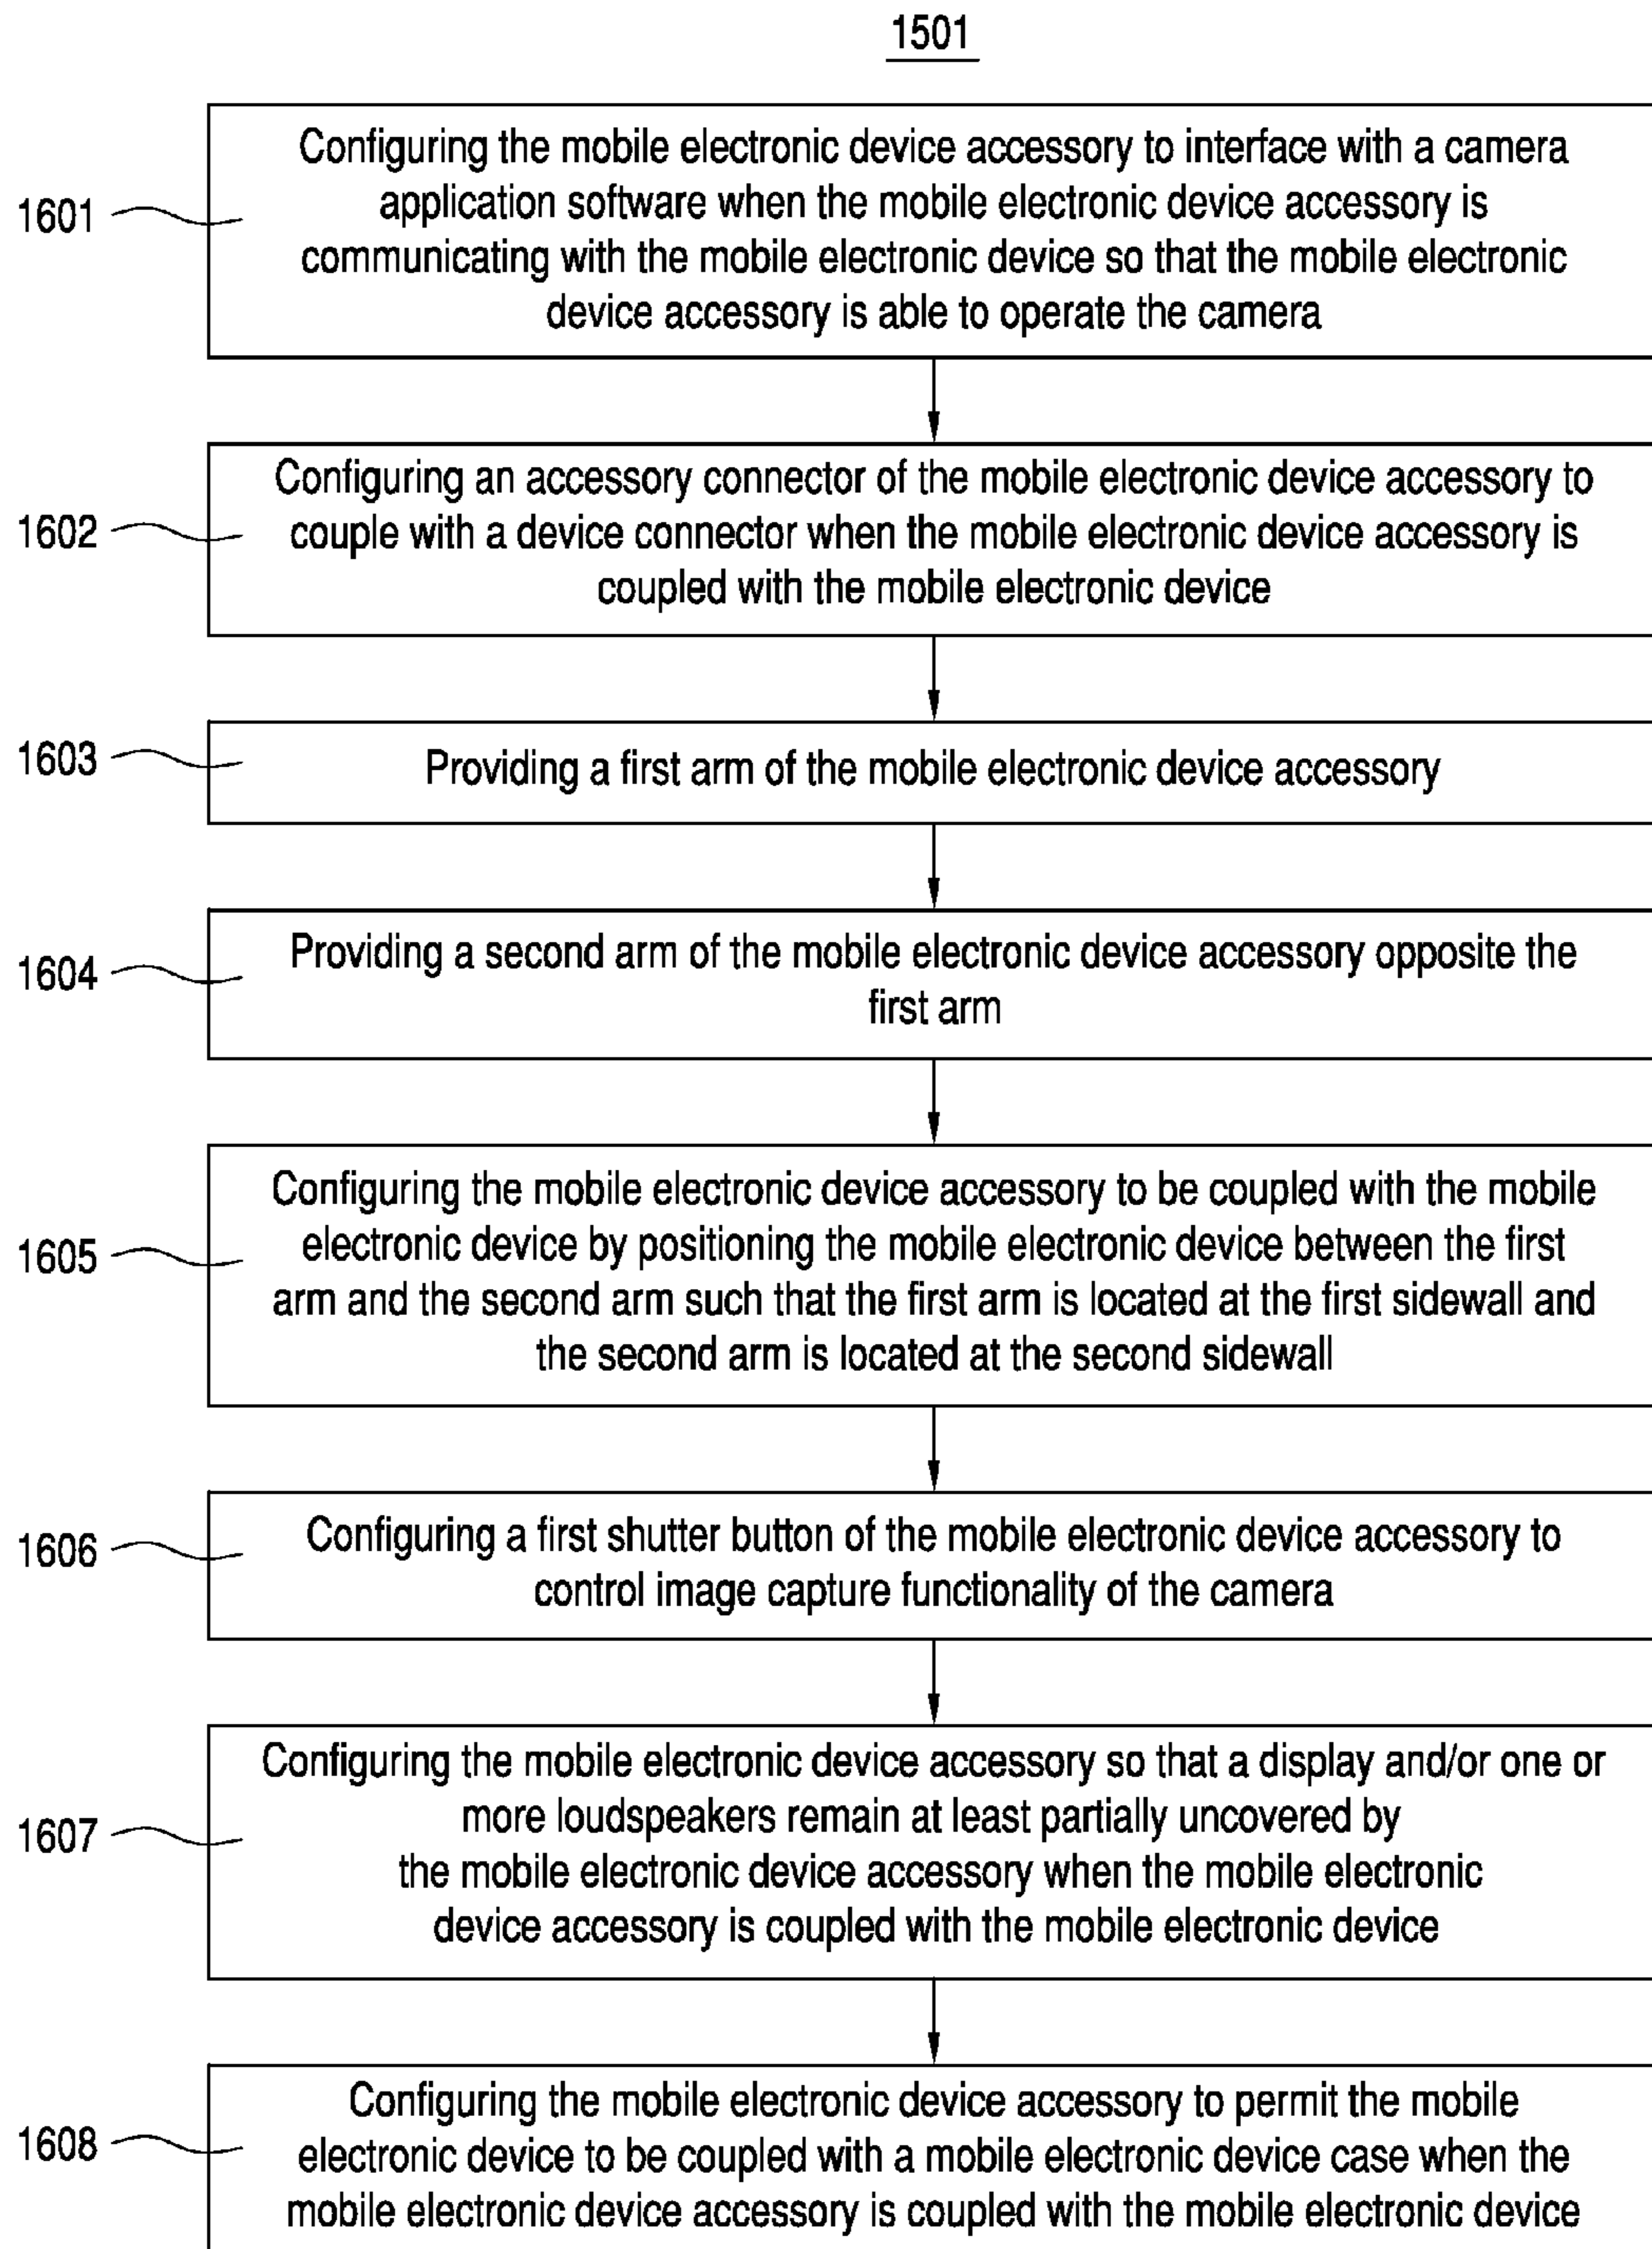 1501
1601
Configuring the mobile electronic device accessory to interface with a camera
application software when the mobile electronic device accessory is
communicating with the mobile electronic device so that the mobile electronic
device accessory is able to operate the camera
1602
Configuring an accessory connector of the mobile electronic device accessory to
couple with a device connector when the mobile electronic device accessory is
coupled with the mobile electronic device
1603
Providing a first arm of the mobile electronic device accessory
1604
Providing a second arm of the mobile electronic device accessory opposite the
first arm
1605
Configuring the mobile electronic device accessory to be coupled with the mobile
electronic device by positioning the mobile electronic device between the first
arm and the second arm such that the first arm is located at the first sidewall and
the second arm is located at the second sidewall
1606
Configuring a first shutter button of the mobile electronic device accessory to
control image capture functionality of the camera
1607
Configuring the mobile electronic device accessory so that a display and/or one or
more loudspeakers remain at least partially uncovered by
the mobile electronic device accessory when the mobile electronic
device accessory is coupled with the mobile electronic device
1608
Configuring the mobile electronic device accessory to permit the mobile
electronic device to be coupled with a mobile electronic device case when the
mobile electronic device accessory is coupled with the mobile electronic device